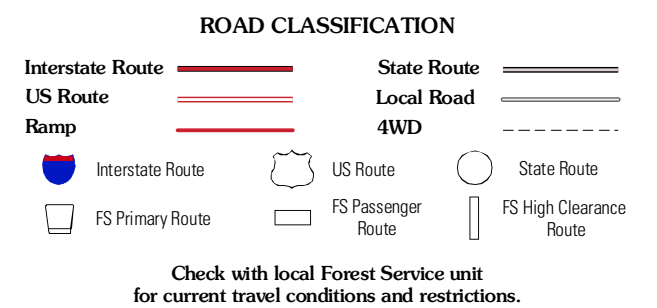 ROAD CLASSIFICATION
Interstate Route
State Route
US Route
Local Road
Ramp
4WD
Interstate Route
US Route
State Route
FS Primary Route
FS Passenger
Route
FS High Clearance
Route
Check with local Forest Service unit
for current travel conditions and restrictions.